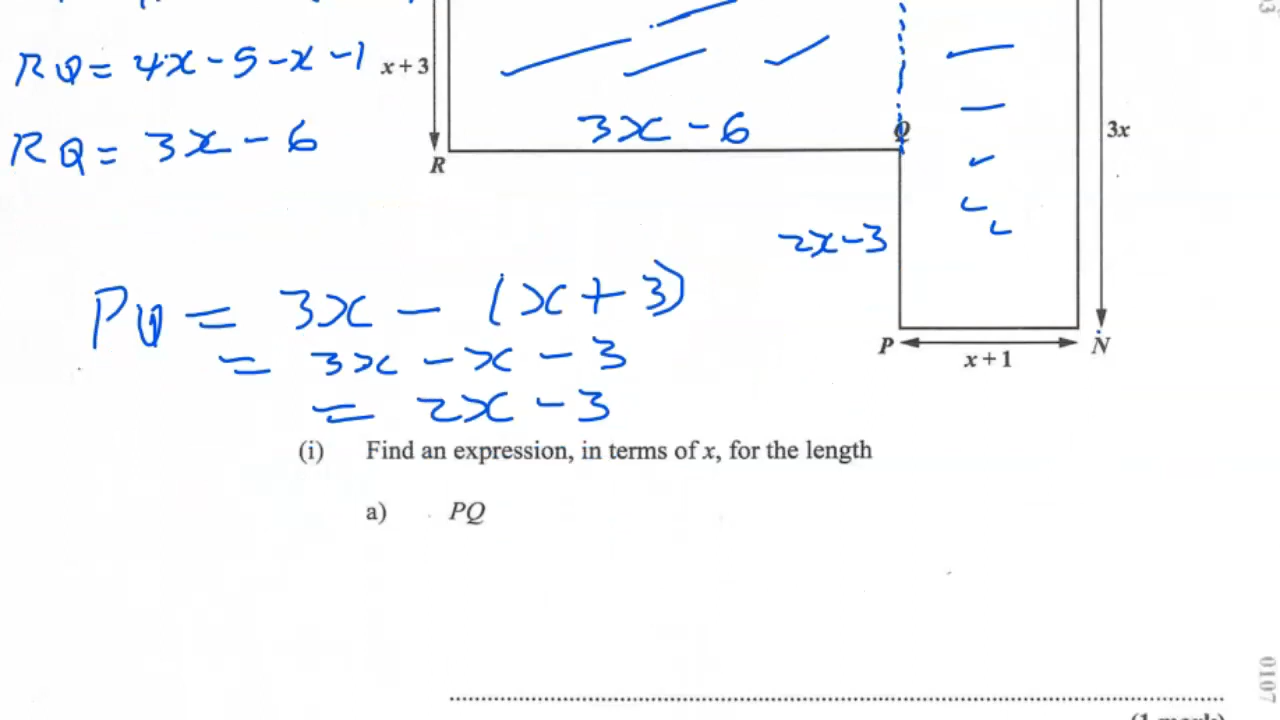 RQ = 4x - 5 - x - 1
x + 3
RQ = 3x - 6
3x - 6
Q
3x
R
2x - 3
PQ = 3x - (x + 3)
= 3x - x - 3
= 2x - 3
P
x + 1
N
(i) Find an expression, in terms of x, for the length
a) PQ
0107